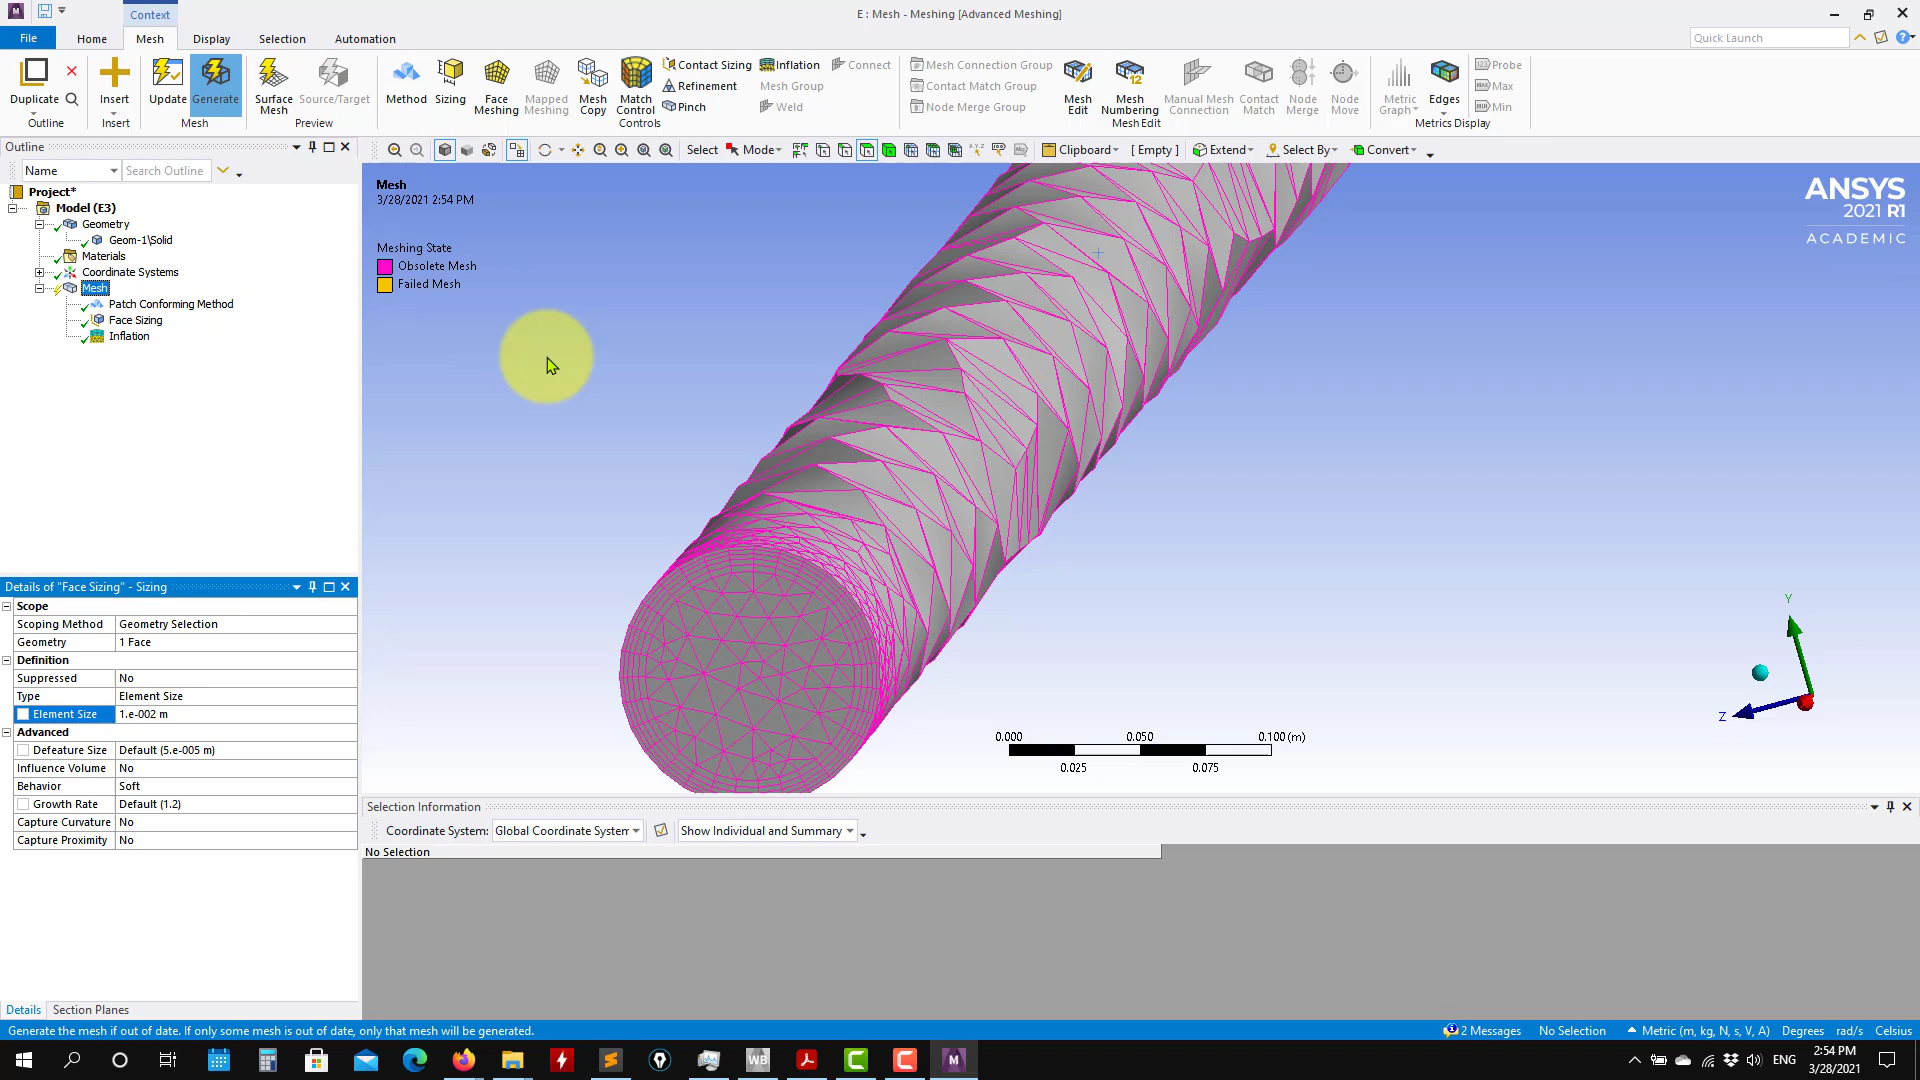 Context
E : Mesh - Meshing [Advanced Meshing]
File
Home
Mesh
Display
Selection
Automation
Quick Launch
Duplicate
Outline
Insert
Insert
Update
Generate
Mesh
Surface Mesh
Source/Target
Preview
Method
Sizing
Face Meshing
Mapped Meshing
Mesh Copy
Match Control
Contact Sizing
Refinement
Pinch
Inflation
Mesh Group
Weld
Connect
Controls
Mesh Connection Group
Contact Match Group
Node Merge Group
Mesh Edit
12
Mesh Numbering
Manual Mesh Connection
Contact Match
Node Merge
Node Move
Mesh Edit
Metric Graph
Edges
Probe
Max
Min
Metrics Display
Outline
Select
Mode
Clipboard
[ Empty ]
Extend
Select By
Convert
Name
Search Outline
Project*
Model (E3)
Geometry
Geom-1\Solid
Materials
Coordinate Systems
Mesh
Patch Conforming Method
Face Sizing
Inflation
Mesh
3/28/2021 2:54 PM
Meshing State
Obsolete Mesh
Failed Mesh
ANSYS
2021 R1
ACADEMIC
Y
Z
0.000
0.050
0.100 (m)
0.025
0.075
Details of "Face Sizing" - Sizing
Scope
Scoping Method Geometry Selection
Geometry 1 Face
Definition
Suppressed No
Type Element Size
Element Size 1.e-002 m
Advanced
Defeature Size Default (5.e-005 m)
Influence Volume No
Behavior Soft
Growth Rate Default (1.2)
Capture Curvature No
Capture Proximity No
Details
Section Planes
Selection Information
Coordinate System: Global Coordinate System
Show Individual and Summary
No Selection
Generate the mesh if out of date. If only some mesh is out of date, only that mesh will be generated.
2 Messages
No Selection
Metric (m, kg, N, s, V, A)
Degrees
rad/s
Celsius
WB
M
ENG
2:54 PM
3/28/2021